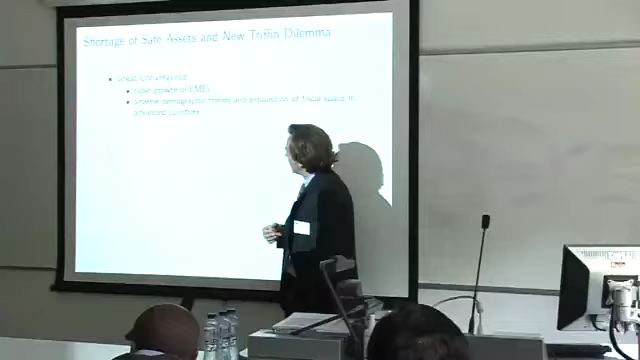 Shortage of Safe Assets and New Triffin Dilemma
Great Convergence
rapid growth in EMEs
adverse demographic trends and exhaustion of fiscal space in
advanced countries